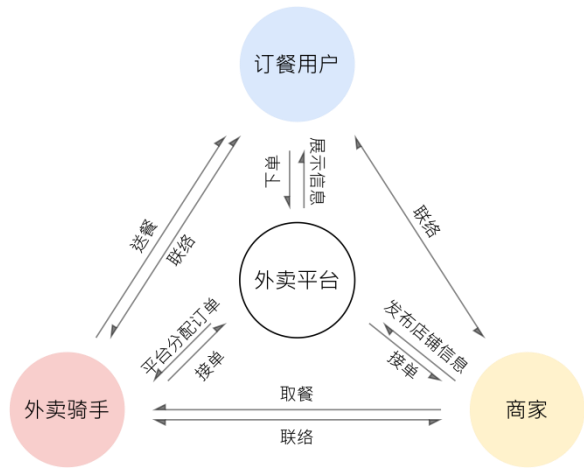 订餐用户
下单
展示信息
送餐
联络
联络
外卖平台
平台分配订单
接单
发布店铺信息
接单
外卖骑手
取餐
联络
商家